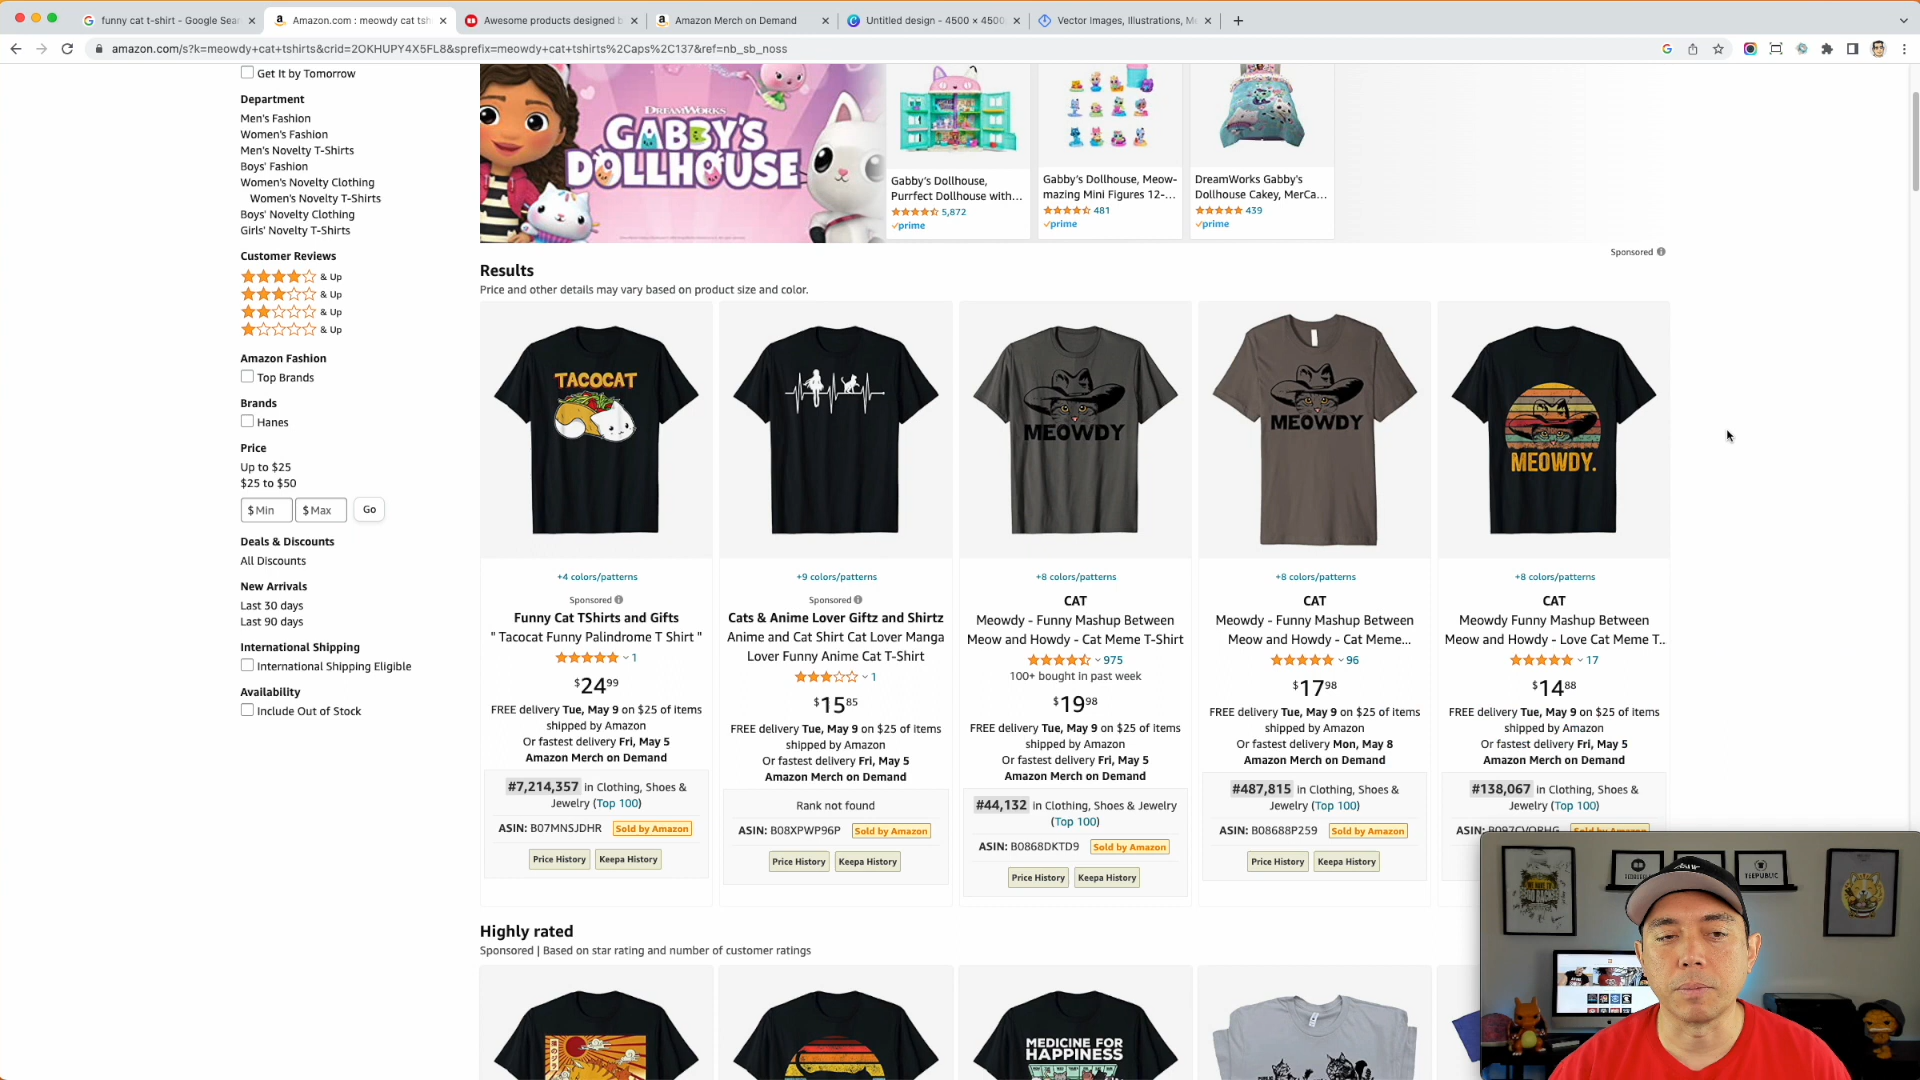 funny cat t-shirt - Google Sear
Amazon.com : meowdy cat tsh
Awesome products designed b
Amazon Merch on Demand
Untitled design - 4500 × 4500
Vector Images, Illustrations, Mo
amazon.com/s?k=meowdy+cat+tshirts&crid=2OKHUPY4X5FL8&sprefix=meowdy+cat+tshirts%2Caps%2C137&ref=nb_sb_noss
Get It by Tomorrow
Department
Men's Fashion
Women's Fashion
Men's Novelty T-Shirts
Boys' Fashion
Women's Novelty Clothing
Women's Novelty T-Shirts
Boys' Novelty Clothing
Girls' Novelty T-Shirts
Customer Reviews
& Up
& Up
& Up
& Up
Amazon Fashion
Top Brands
Brands
Hanes
Price
Up to $25
$25 to $50
$ Min
$ Max
Go
Deals & Discounts
All Discounts
New Arrivals
Last 30 days
Last 90 days
International Shipping
International Shipping Eligible
Availability
Include Out of Stock
DREAMWORKS
GABBY'S
DOLLHOUSE
Gabby's Dollhouse,
Purrfect Dollhouse with...
5,872
prime
Gabby's Dollhouse, Meow-
mazing Mini Figures 12-...
481
prime
DreamWorks Gabby's
Dollhouse Cakey, MerCa...
439
prime
Sponsored
Results
Price and other details may vary based on product size and color.
TACOCAT
+4 colors/patterns
Sponsored
Funny Cat TShirts and Gifts
" Tacocat Funny Palindrome T Shirt "
1
$24 99
FREE delivery Tue, May 9 on $25 of items
shipped by Amazon
Or fastest delivery Fri, May 5
Amazon Merch on Demand
#7,214,357 in Clothing, Shoes &
Jewelry (Top 100)
ASIN: B07MNSJDHR Sold by Amazon
Price History
Keepa History
+9 colors/patterns
Sponsored
Cats & Anime Lover Giftz and Shirtz
Anime and Cat Shirt Cat Lover Manga
Lover Funny Anime Cat T-Shirt
1
$15 85
FREE delivery Tue, May 9 on $25 of items
shipped by Amazon
Or fastest delivery Fri, May 5
Amazon Merch on Demand
Rank not found
ASIN: B08XPWP96P Sold by Amazon
Price History
Keepa History
MEOWDY
+8 colors/patterns
CAT
Meowdy - Funny Mashup Between
Meow and Howdy - Cat Meme T-Shirt
975
100+ bought in past week
$19 98
FREE delivery Tue, May 9 on $25 of items
shipped by Amazon
Or fastest delivery Fri, May 5
Amazon Merch on Demand
#44,132 in Clothing, Shoes & Jewelry
(Top 100)
ASIN: B0868DKTD9 Sold by Amazon
Price History
Keepa History
MEOWDY
+8 colors/patterns
CAT
Meowdy - Funny Mashup Between
Meow and Howdy - Cat Meme...
96
$17 98
FREE delivery Tue, May 9 on $25 of items
shipped by Amazon
Or fastest delivery Mon, May 8
Amazon Merch on Demand
#487,815 in Clothing, Shoes &
Jewelry (Top 100)
ASIN: B08688P259 Sold by Amazon
Price History
Keepa History
MEOWDY.
+8 colors/patterns
CAT
Meowdy Funny Mashup Between
Meow and Howdy - Love Cat Meme T..
17
$14 88
FREE delivery Tue, May 9 on $25 of items
shipped by Amazon
Or fastest delivery Fri, May 5
Amazon Merch on Demand
#138,067 in Clothing, Shoes &
Jewelry (Top 100)
Highly rated
Sponsored | Based on star rating and number of customer ratings
MEDICINE FOR
HAPPINESS
TEEPUBLIC